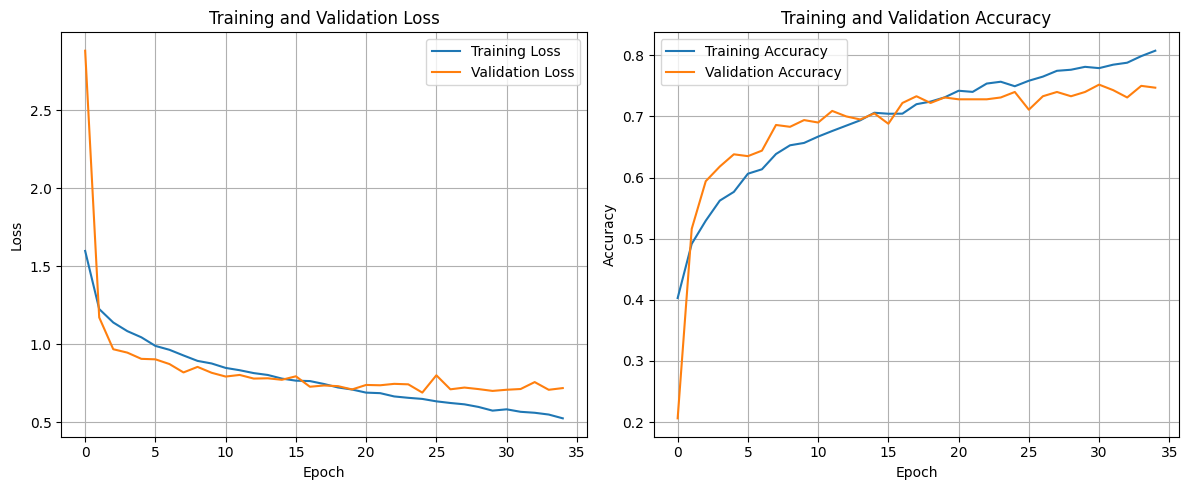 Training and Validation Loss
Training Loss
Validation Loss
Loss
2.5
2.0
1.5
1.0
0.5
0
5
10
15
20
25
30
35
Epoch
Training and Validation Accuracy
Training Accuracy
Validation Accuracy
Accuracy
0.8
0.7
0.6
0.5
0.4
0.3
0.2
0
5
10
15
20
25
30
35
Epoch